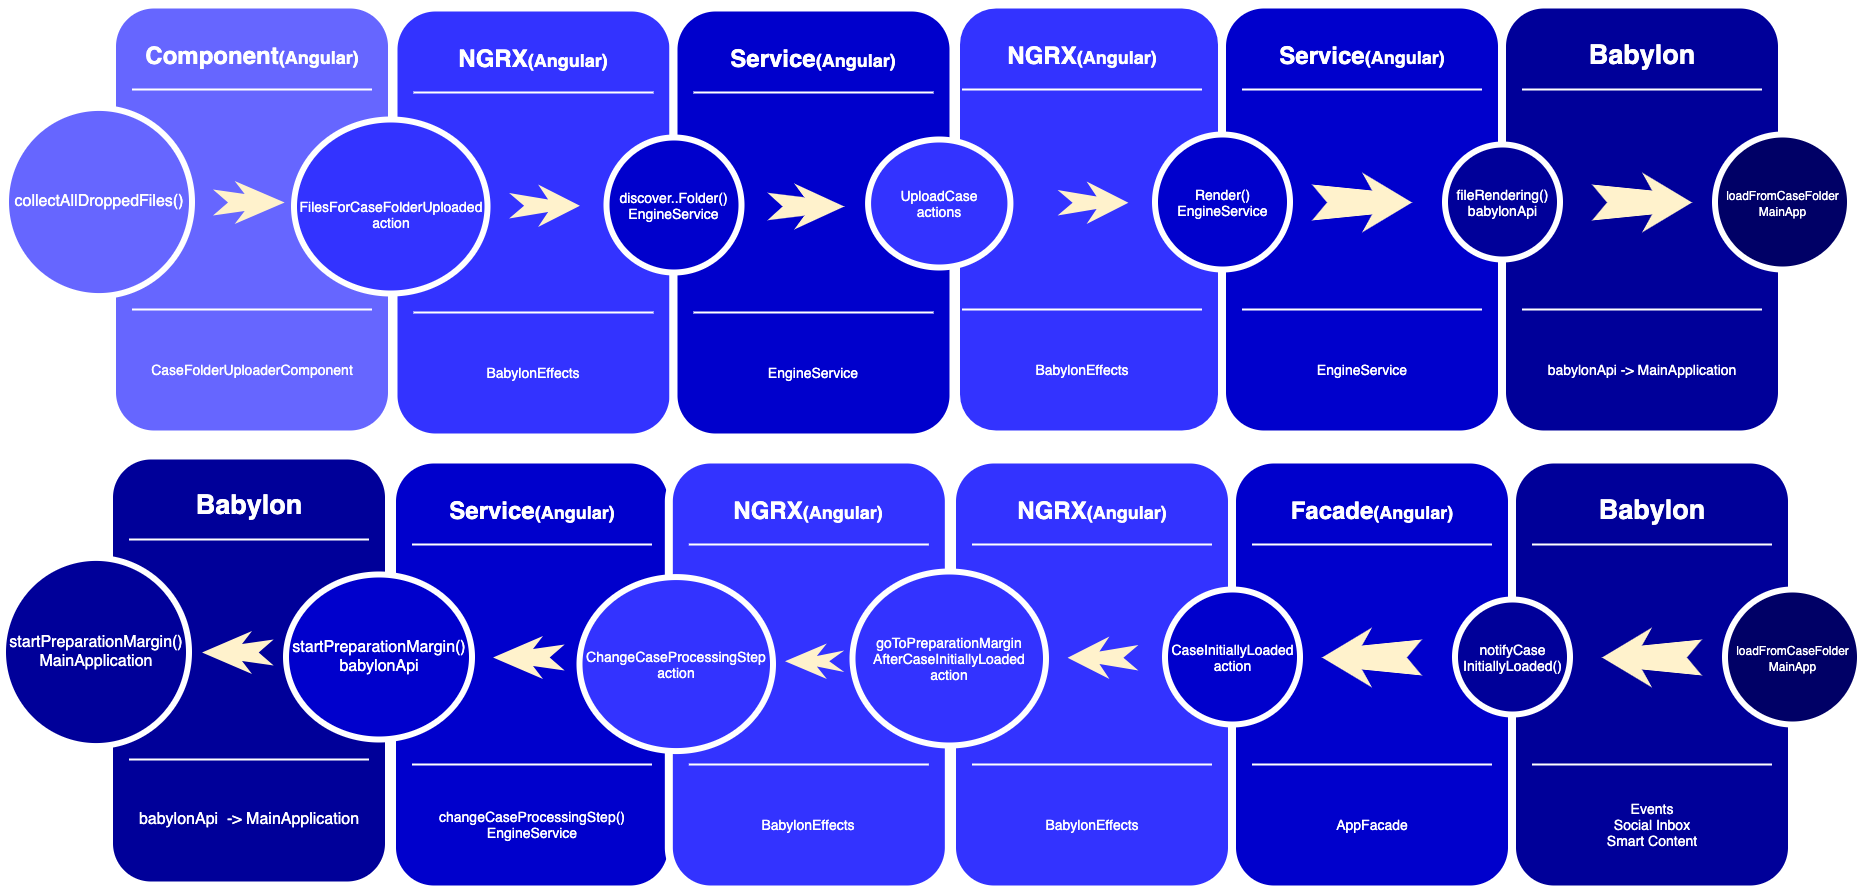 Component(Angular)
NGRX(Angular)
Service(Angular)
NGRX(Angular)
Service(Angular)
Babylon
collectAllDroppedFiles()
FilesForCaseFolderUploaded
action
discover..Folder()
EngineService
UploadCase
actions
Render()
EngineService
fileRendering()
babylonApi
loadFromCaseFolder
MainApp
CaseFolderUploaderComponent
BabylonEffects
EngineService
BabylonEffects
EngineService
babylonApi -> MainApplication
Babylon
Service(Angular)
NGRX(Angular)
NGRX(Angular)
Facade(Angular)
Babylon
startPreparationMargin()
MainApplication
startPreparationMargin()
babylonApi
ChangeCaseProcessingStep
action
goToPreparationMargin
AfterCaseInitiallyLoaded
action
CaseInitiallyLoaded
action
notifyCase
InitiallyLoaded()
loadFromCaseFolder
MainApp
babylonApi -> MainApplication
changeCaseProcessingStep()
EngineService
BabylonEffects
BabylonEffects
AppFacade
Events
Social Inbox
Smart Content